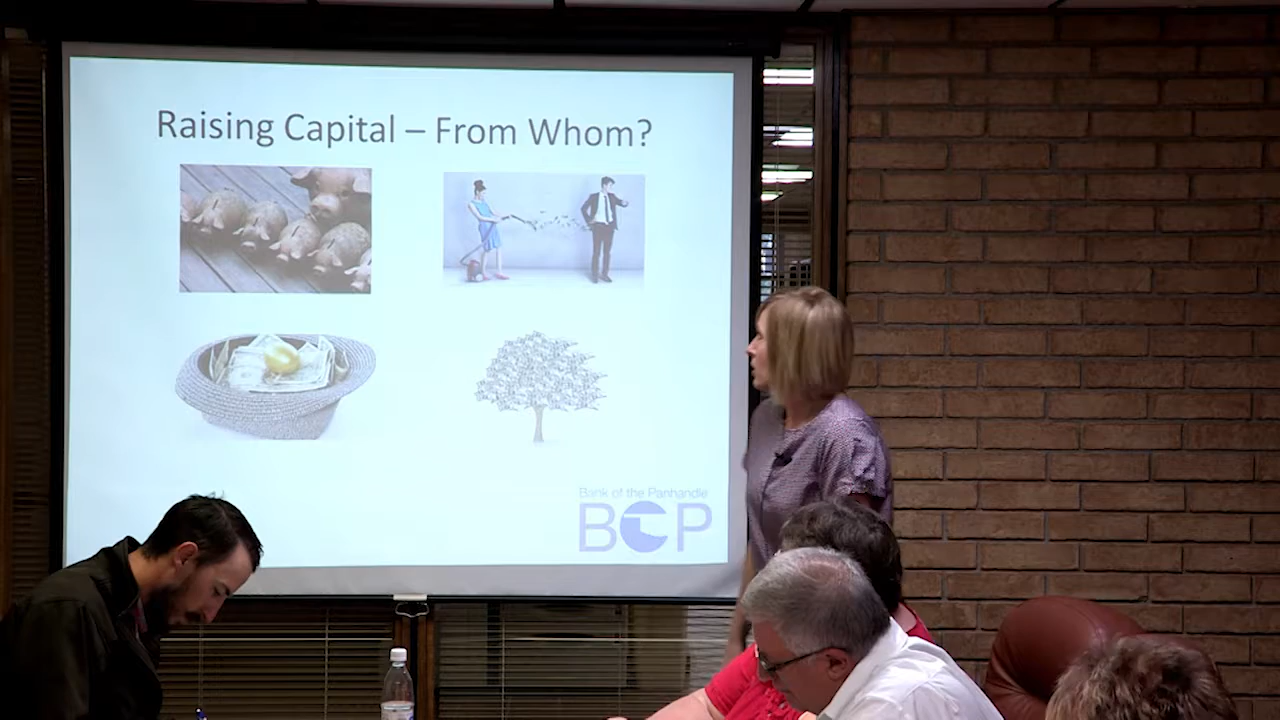 Raising Capital – From Whom?
Bank of the Panhandle
BOP